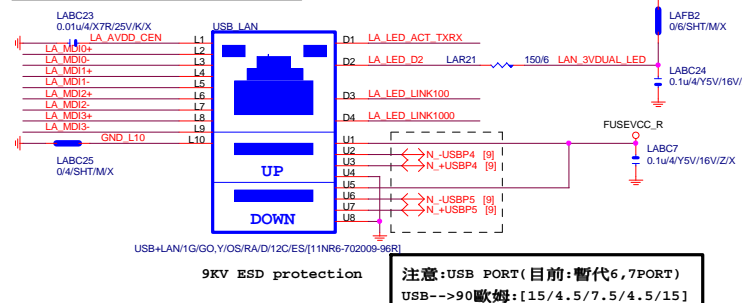 LABC23
0.01u/4/X7R/25V/K/X
LA_AVDD_CEN
LA_MDI0+
LA_MDI0-
LA_MDI1+
LA_MDI1-
LA_MDI2+
LA_MDI2-
LA_MDI3+
LA_MDI3-
GND_L10
LABC25
0/4/SHT/M/X
L1
L2
L3
L4
L5
L6
L7
L8
L9
L10
USB_LAN
UP
DOWN
D1 LA_LED_ACT_TXRX
D2 LA_LED_D2 LAR21 150/6 LAN_3VDUAL_LED
D3 LA_LED_LINK100
D4 LA_LED_LINK1000
LAFB2
0/6/SHT/M/X
LABC24
0.1u/4/Y5V/16V/
U1
U2 N_-USBP4 [9]
U3 N_+USBP4 [9]
U4
U5
U6 N_-USBP5 [9]
U7 N_+USBP5 [9]
U8
FUSEVCC_R
LABC7
0.1u/4/Y5V/16V/Z/X
USB+LAN/1G/GO,Y/OS/RA/D/12C/ES/[11NR6-702009-96R]
9KV ESD protection
注意:USB PORT(目前:暫代6,7PORT)
USB-->90歐姆:[15/4.5/7.5/4.5/15]